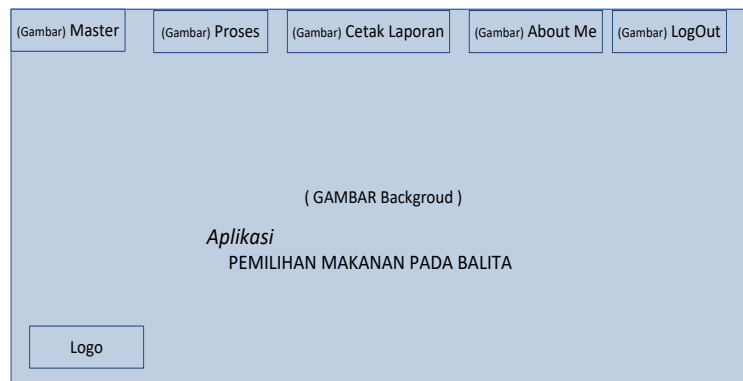 (Gambar) Master
(Gambar) Proses
(Gambar) Cetak Laporan
(Gambar) About Me
(Gambar) LogOut
( GAMBAR Backgroud )
Aplikasi
PEMILIHAN MAKANAN PADA BALITA
Logo